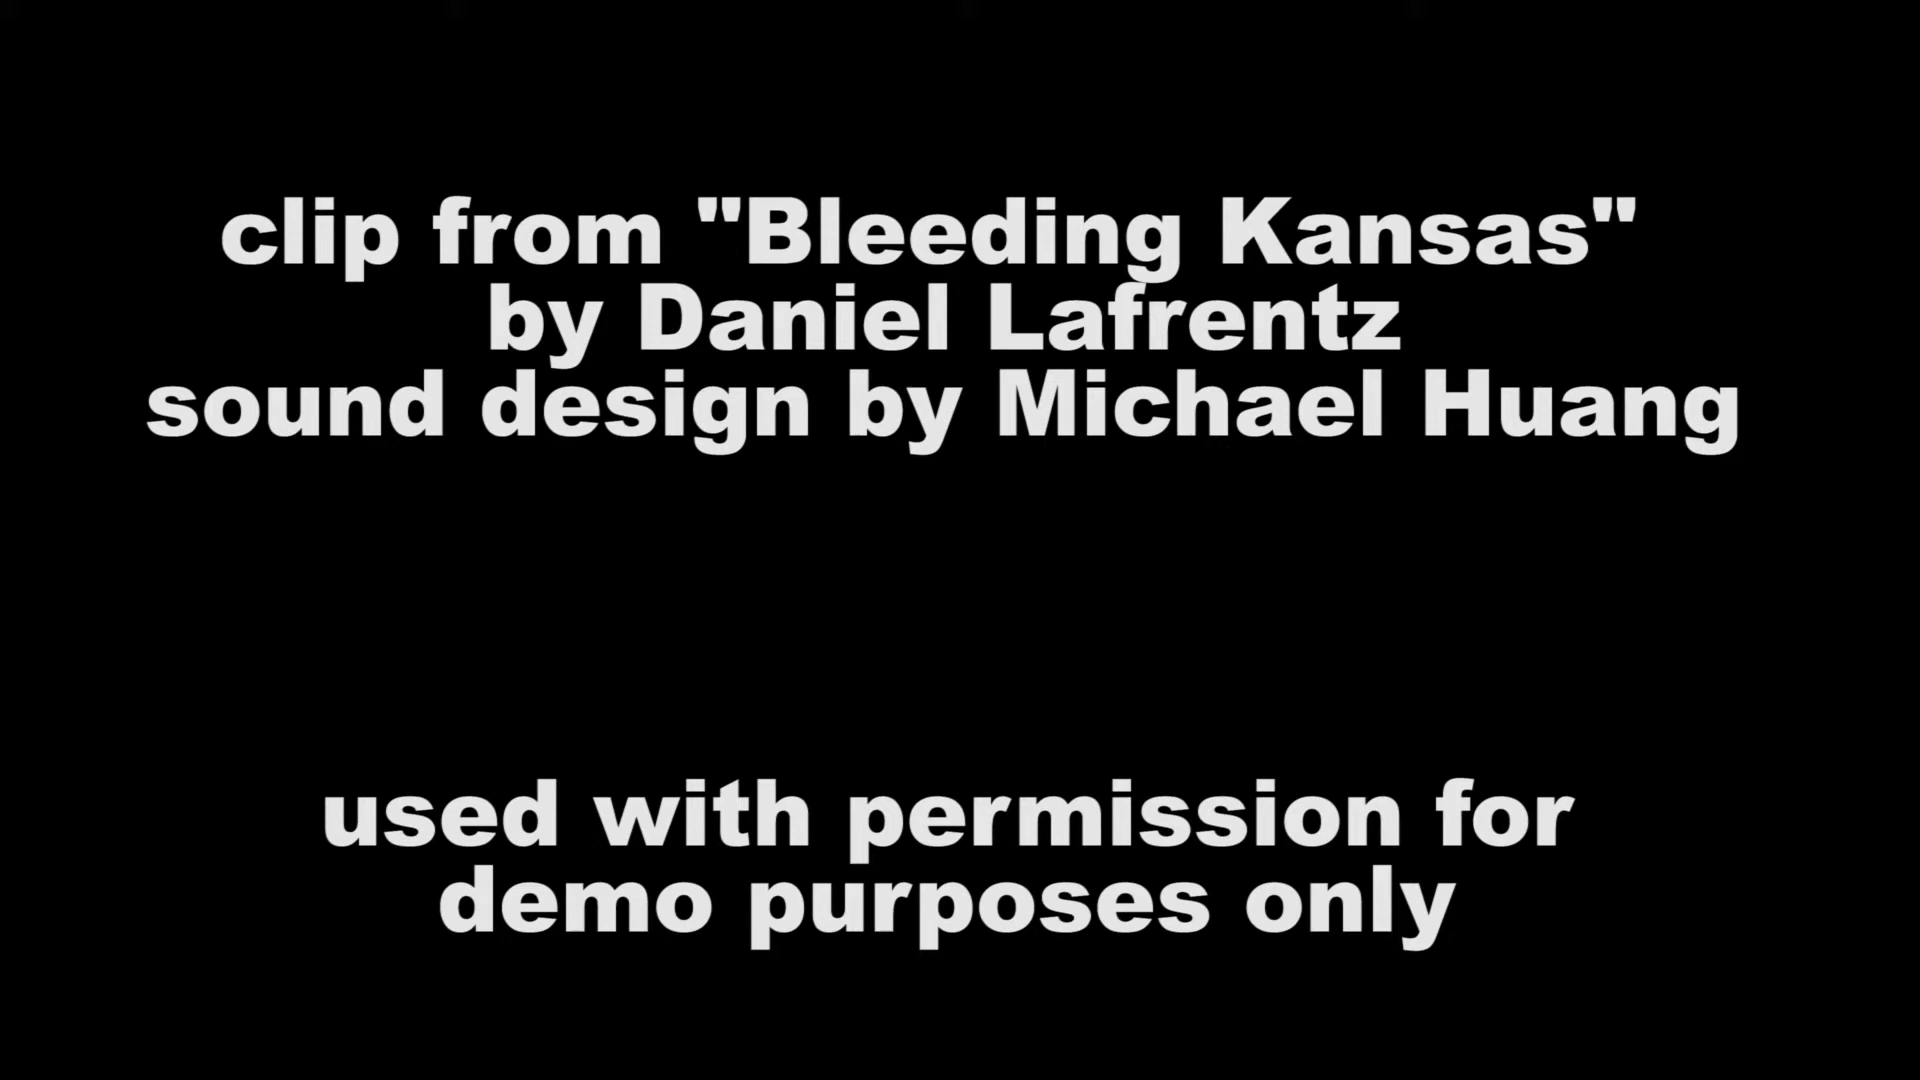 clip from "Bleeding Kansas"
by Daniel Lafrentz
sound design by Michael Huang
used with permission for
demo purposes only